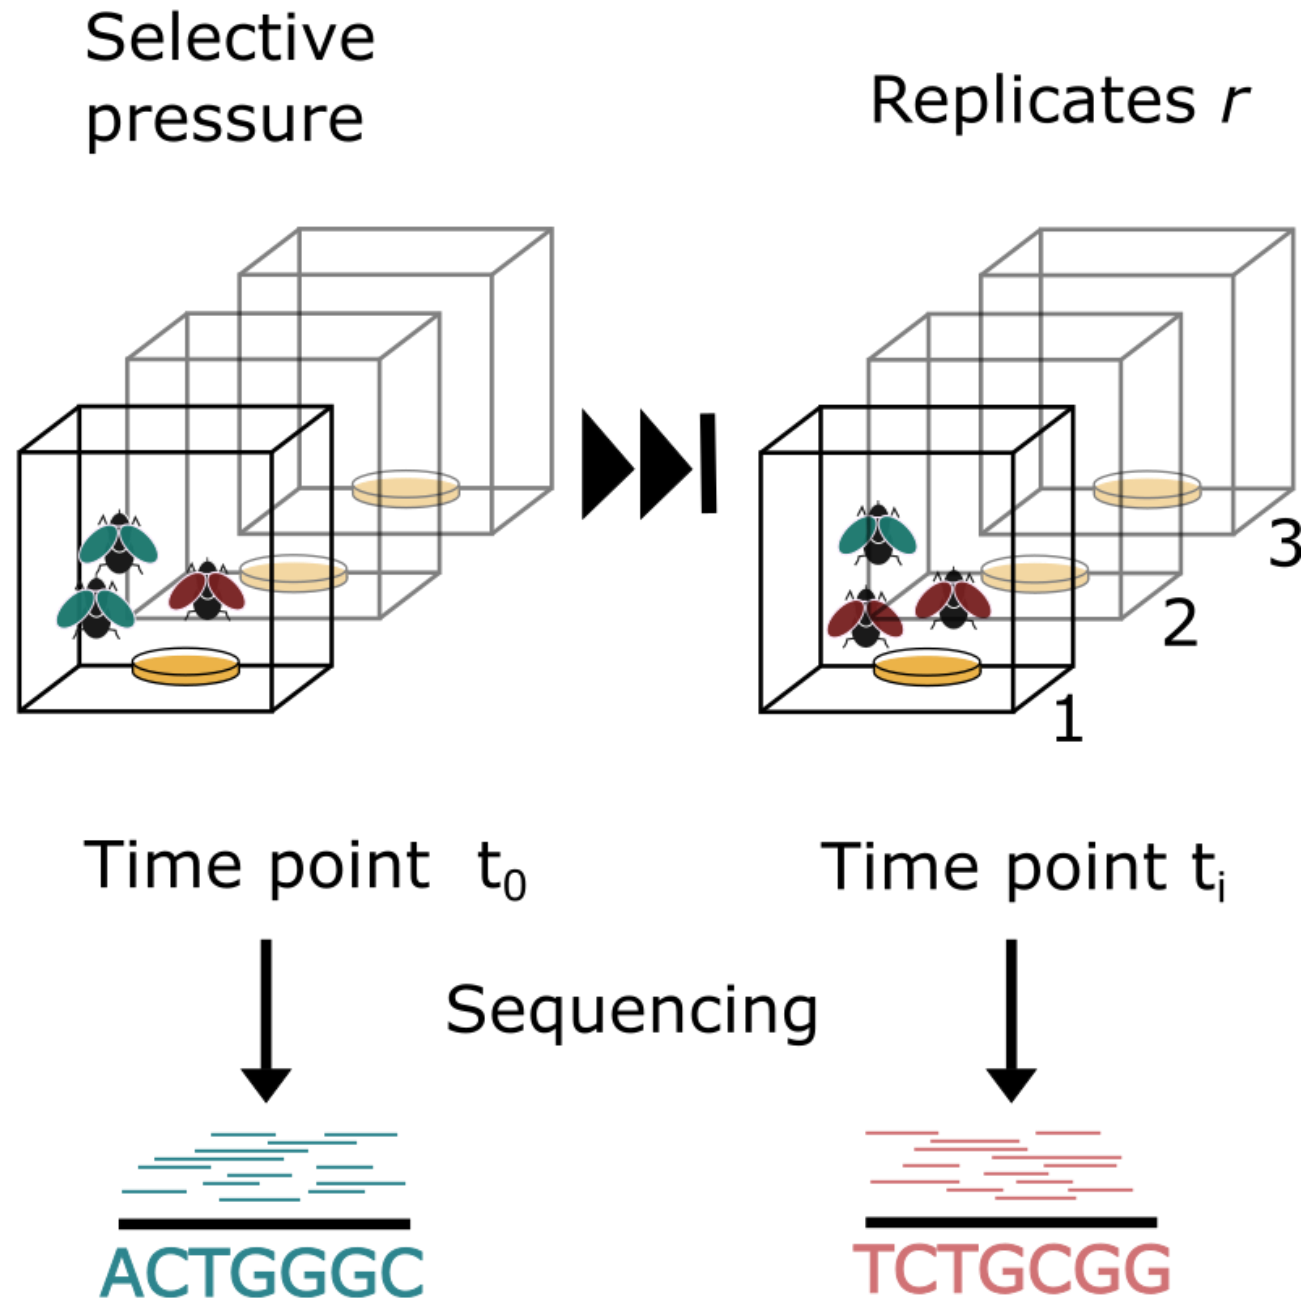 Selective
pressure
Replicates r
3
2
1
Time point t₀
Time point tᵢ
Sequencing
ACTGGGC
TCTGCGG